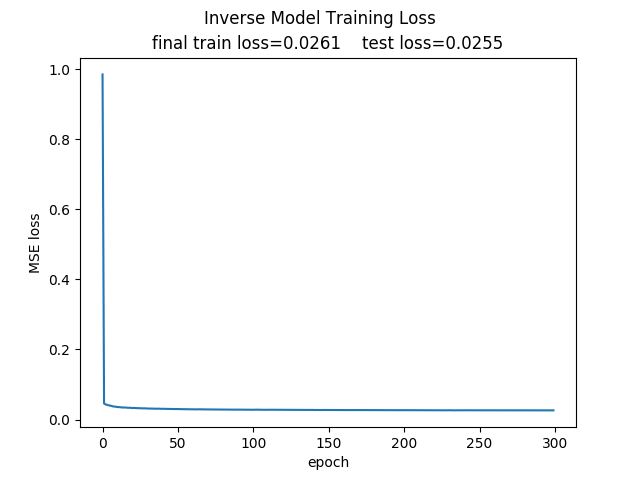 Inverse Model Training Loss
final train loss=0.0261 test loss=0.0255
1.0
0.8
0.6
0.4
0.2
0.0
MSE loss
0 50 100 150 200 250 300
epoch